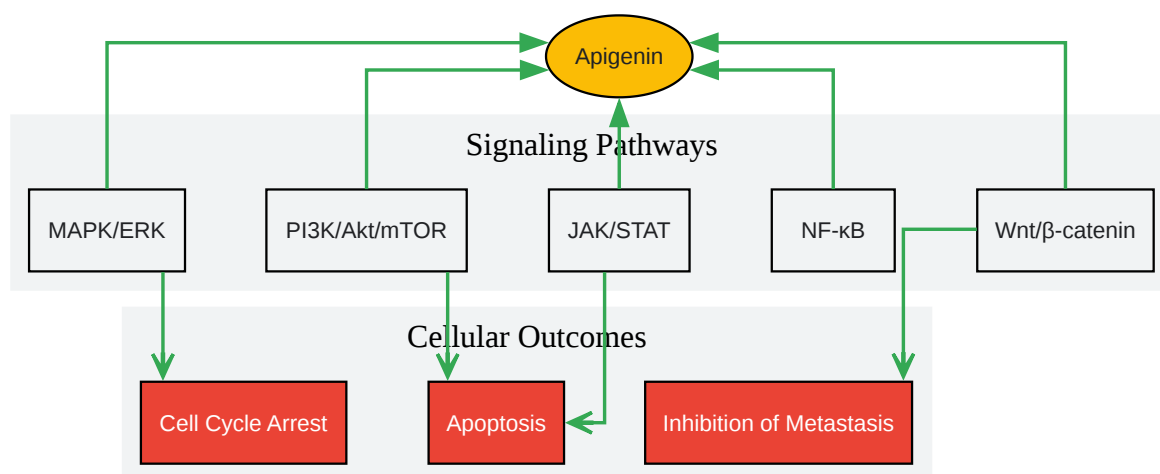 Apigenin
Signaling Pathways
MAPK/ERK
PI3K/Akt/mTOR
JAK/STAT
NF-κB
Wnt/β-catenin
Cellular Outcomes
Cell Cycle Arrest
Apoptosis
Inhibition of Metastasis